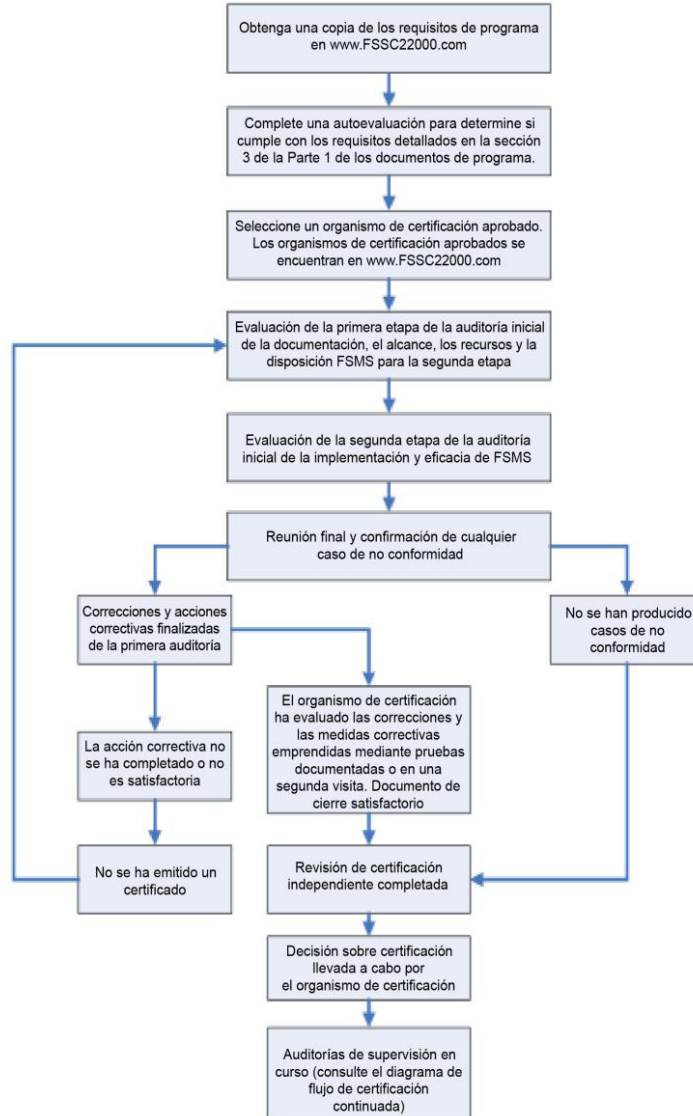 Obtenga una copia de los requisitos de programa
en www.FSSC22000.com
Complete una autoevaluación para determine si
cumple con los requisitos detallados en la sección
3 de la Parte 1 de los documentos de programa.
Seleccione un organismo de certificación aprobado.
Los organismos de certificación aprobados se
encuentran en www.FSSC22000.com
Evaluación de la primera etapa de la auditoría inicial
de la documentación, el alcance, los recursos y la
disposición FSMS para la segunda etapa
Evaluación de la segunda etapa de la auditoría
inicial de la implementación y eficacia de FSMS
Reunión final y confirmación de cualquier
caso de no conformidad
Correcciones y acciones
correctivas finalizadas
de la primera auditoría
No se han producido
casos de no
conformidad
El organismo de certificación
ha evaluado las correcciones y
las medidas correctivas
emprendidas mediante pruebas
documentadas o en una
segunda visita. Documento de
cierre satisfactorio
La acción correctiva no
se ha completado o no
es satisfactoria
No se ha emitido un
certificado
Revisión de certificación
independiente completada
Decisión sobre certificación
llevada a cabo por
el organismo de certificación
Auditorías de supervisión en
curso (consulte el diagrama de
flujo de certificación
continuada)